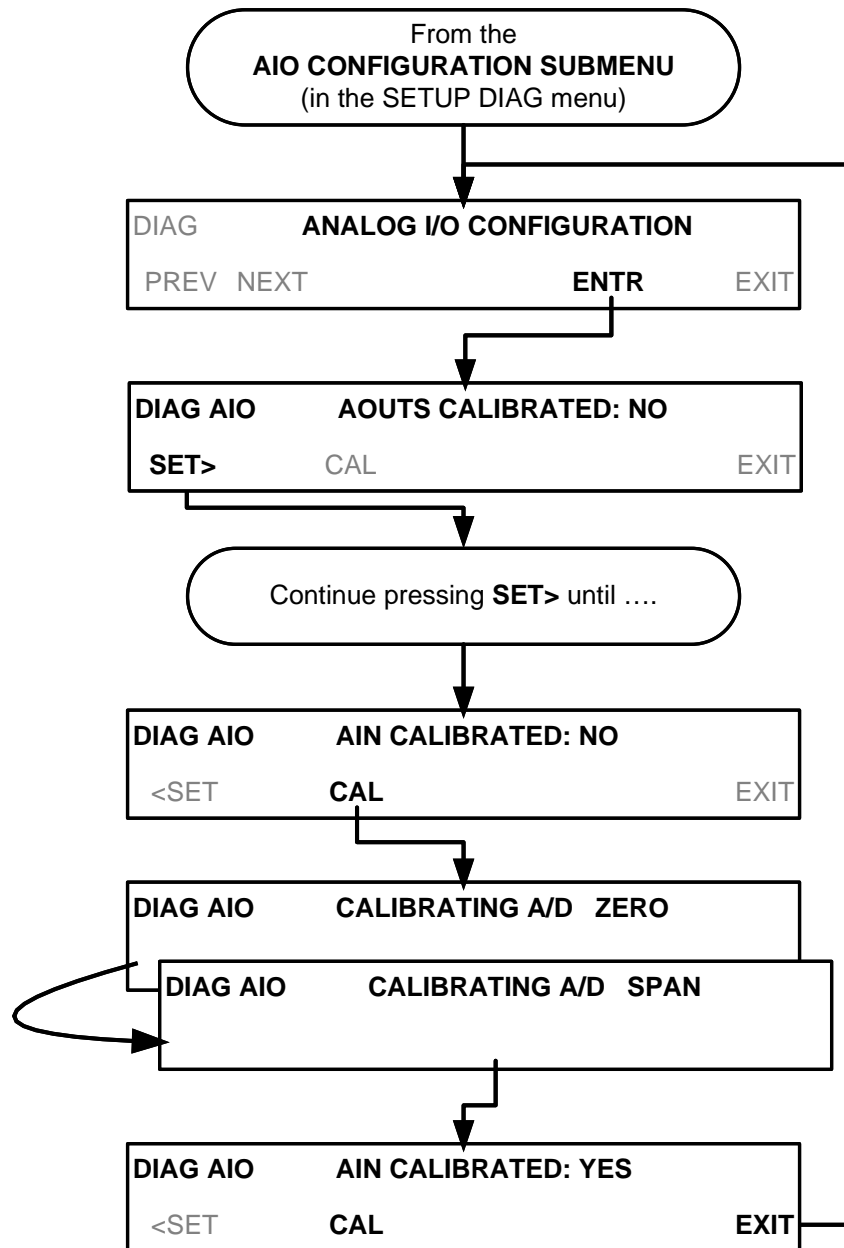 From the
AIO CONFIGURATION SUBMENU
(in the SETUP DIAG menu)
DIAG ANALOG I/O CONFIGURATION
PREV NEXT ENTR EXIT
DIAG AIO AOUTS CALIBRATED: NO
SET> CAL EXIT
Continue pressing SET> until ….
DIAG AIO AIN CALIBRATED: NO
<SET CAL EXIT
DIAG AIO CALIBRATING A/D ZERO
DIAG AIO CALIBRATING A/D SPAN
DIAG AIO AIN CALIBRATED: YES
<SET CAL EXIT